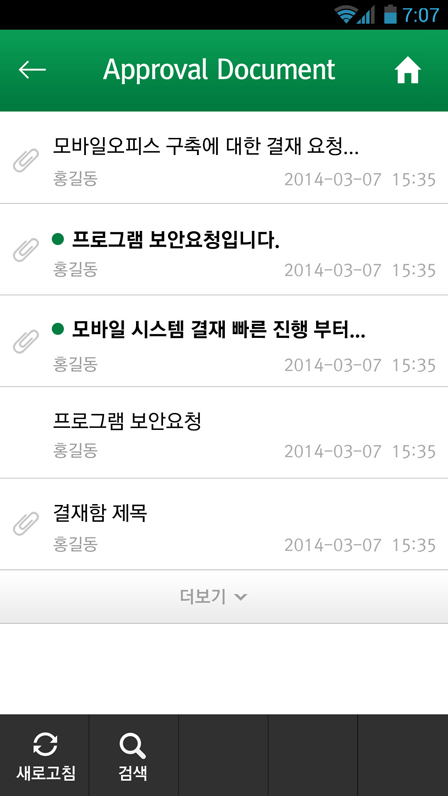 7:07
Approval Document
모바일오피스 구축에 대한 결재 요청...
홍길동 2014-03-07 15:35
프로그램 보안요청입니다.
홍길동 2014-03-07 15:35
모바일 시스템 결재 빠른 진행 부터...
홍길동 2014-03-07 15:35
프로그램 보안요청
홍길동 2014-03-07 15:35
결재함 제목
홍길동 2014-03-07 15:35
더보기
새로고침 검색